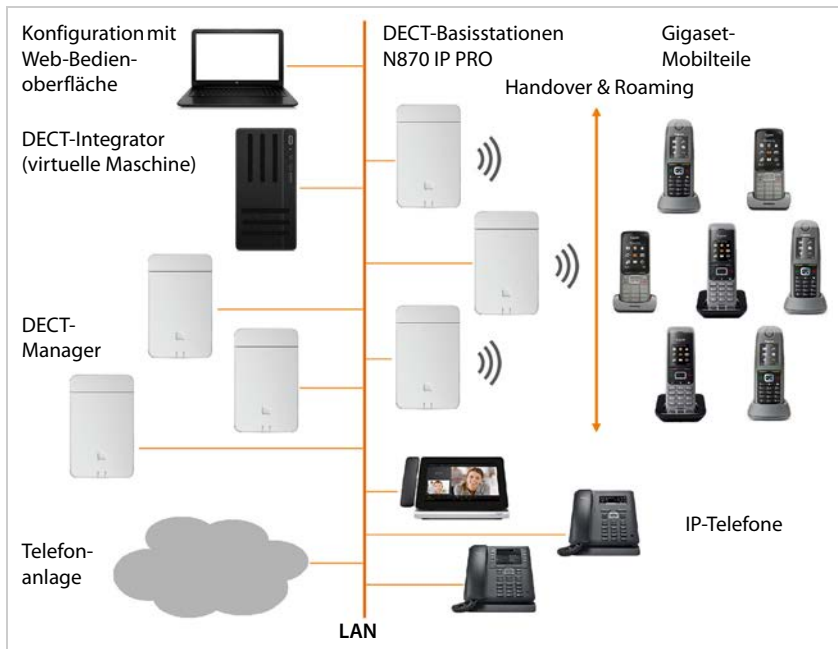 Konfiguration mit
Web-Bedien-
oberfläche
DECT-Basisstationen
N870 IP PRO
Gigaset-
Mobilteile
Handover & Roaming
DECT-Integrator
(virtuelle Maschine)
DECT-
Manager
IP-Telefone
Telefon-
anlage
LAN